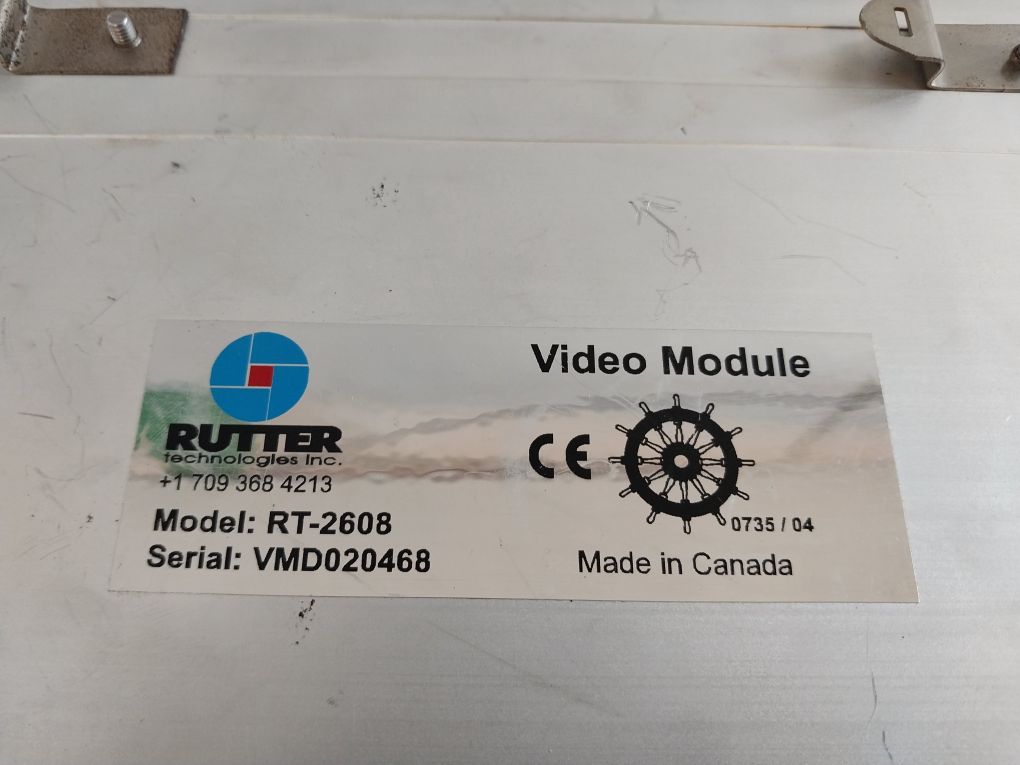 RUTTER
technologies Inc.
+1 709 368 4213
Model: RT-2608
Serial: VMD020468
Video Module
CE
0735 / 04
Made in Canada